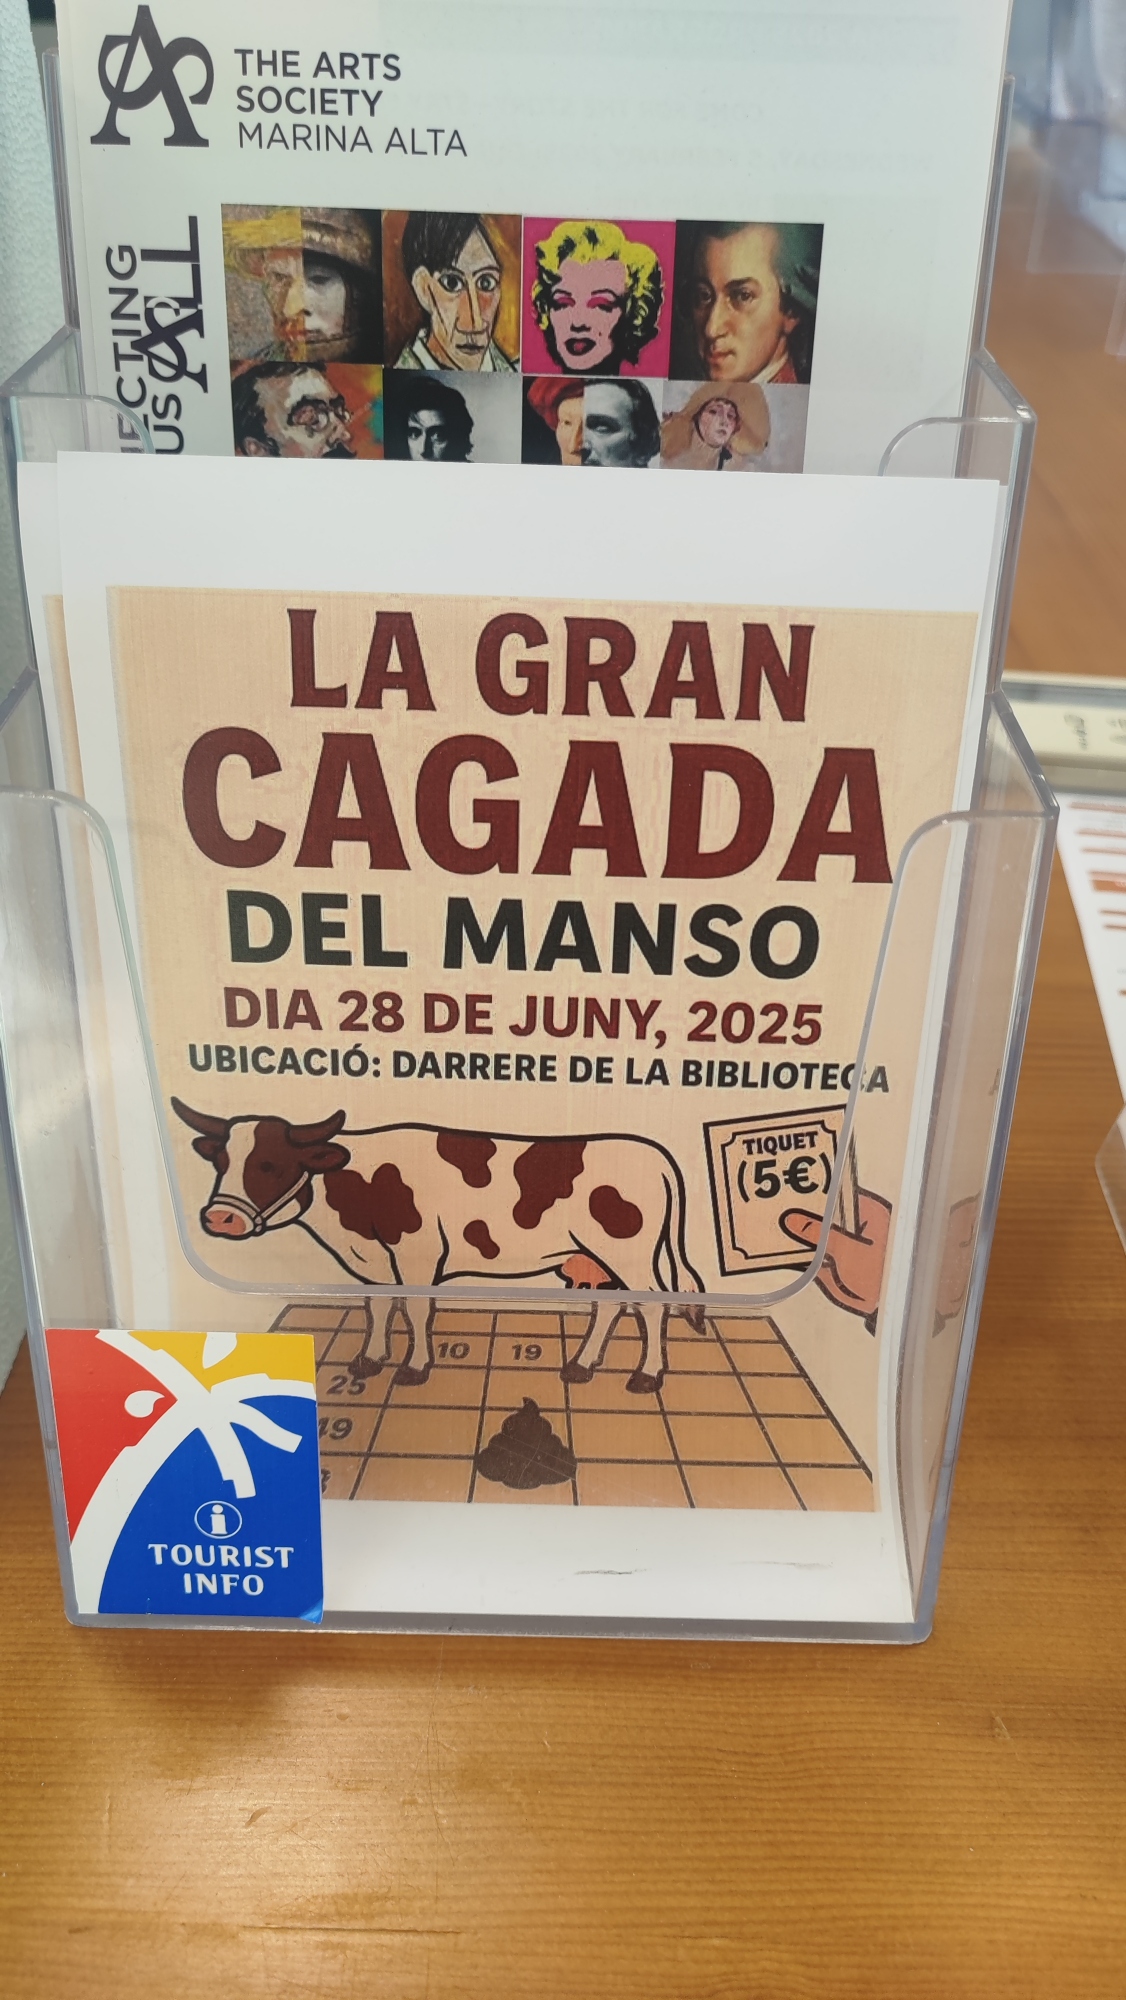 THE ARTS
SOCIETY
MARINA ALTA
LA GRAN
CAGADA
DEL MANSO
DIA 28 DE JUNY, 2025
UBICACIÓ: DARRERE DE LA BIBLIOTECA
TIQUET
(5€)
10 19
25
19
i
TOURIST
INFO